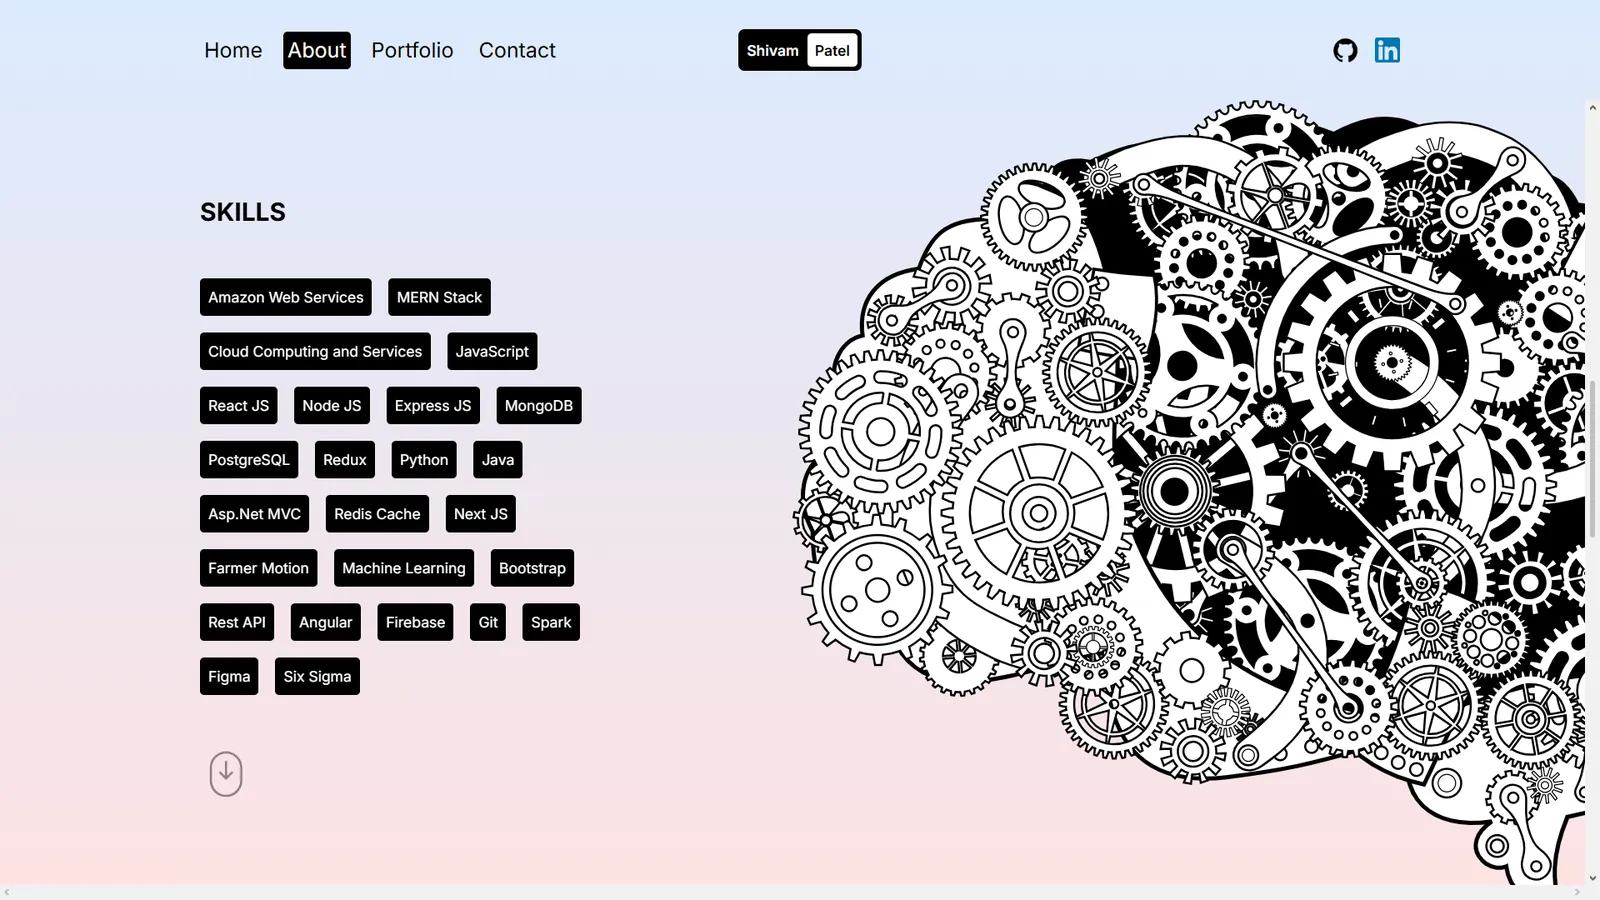 Home About Portfolio Contact
Shivam Patel
in
SKILLS
Amazon Web Services MERN Stack
Cloud Computing and Services JavaScript
React JS Node JS Express JS MongoDB
PostgreSQL Redux Python Java
Asp.Net MVC Redis Cache Next JS
Farmer Motion Machine Learning Bootstrap
Rest API Angular Firebase Git Spark
Figma Six Sigma